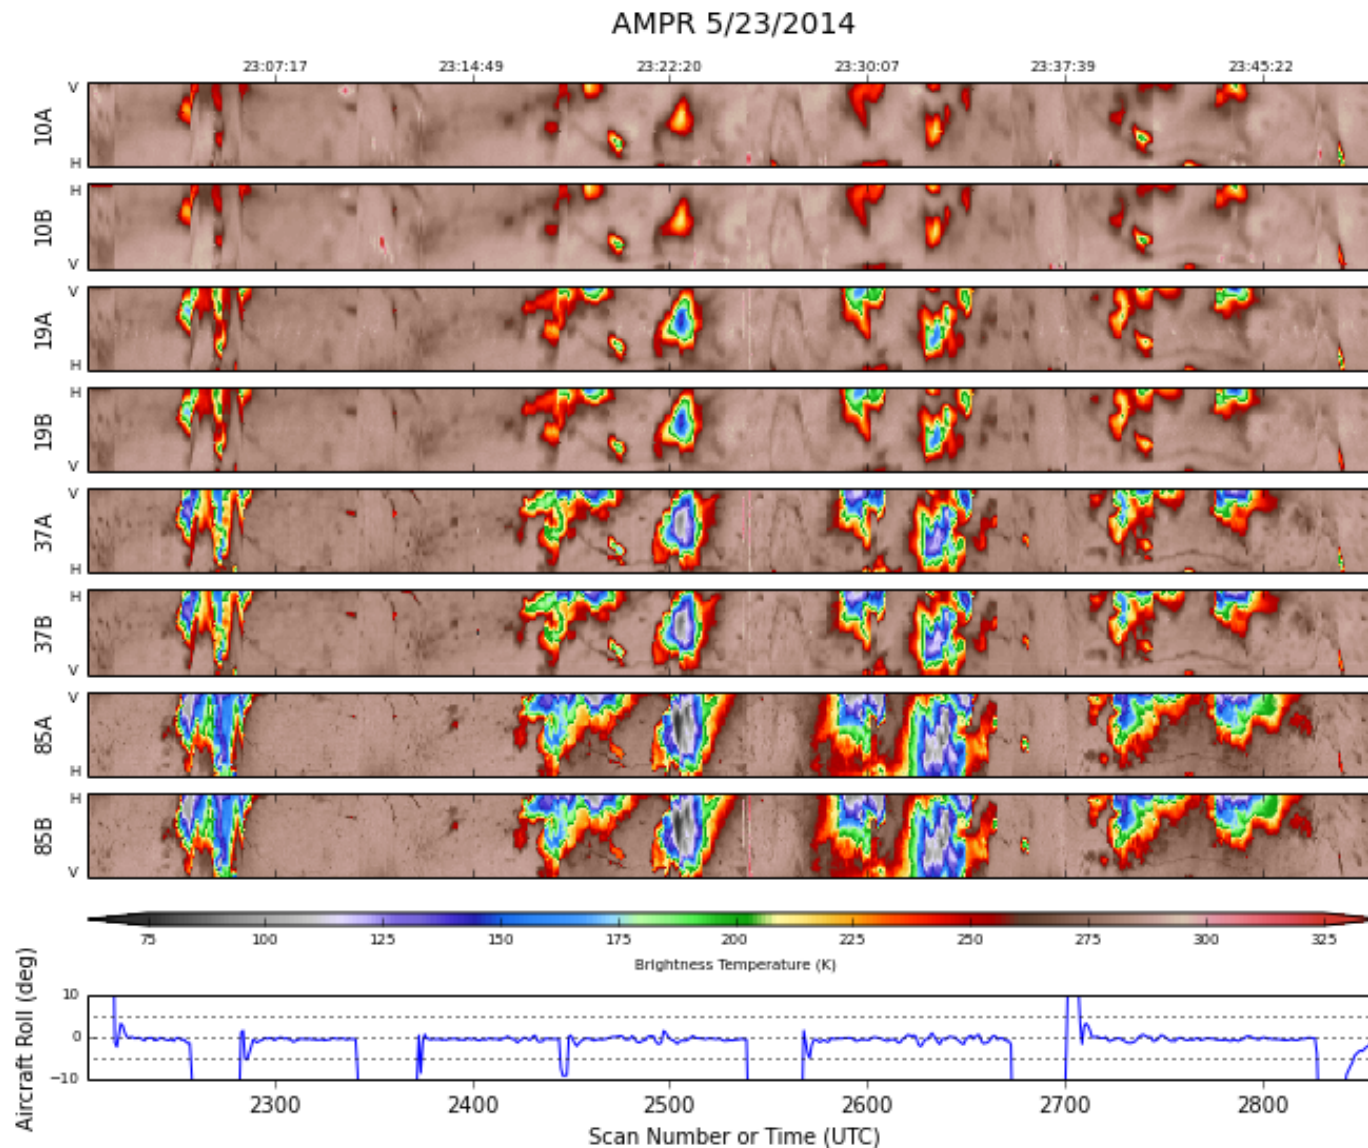 AMPR 5/23/2014
23:07:17 23:14:49 23:22:20 23:30:07 23:37:39 23:45:22
V
10A
H
H
10B
V
V
19A
H
H
19B
V
V
37A
H
H
37B
V
V
85A
H
H
85B
V
75 100 125 150 175 200 225 250 275 300 325
Brightness Temperature (K)
Aircraft Roll (deg)
10
0
−10
2300 2400 2500 2600 2700 2800
Scan Number or Time (UTC)